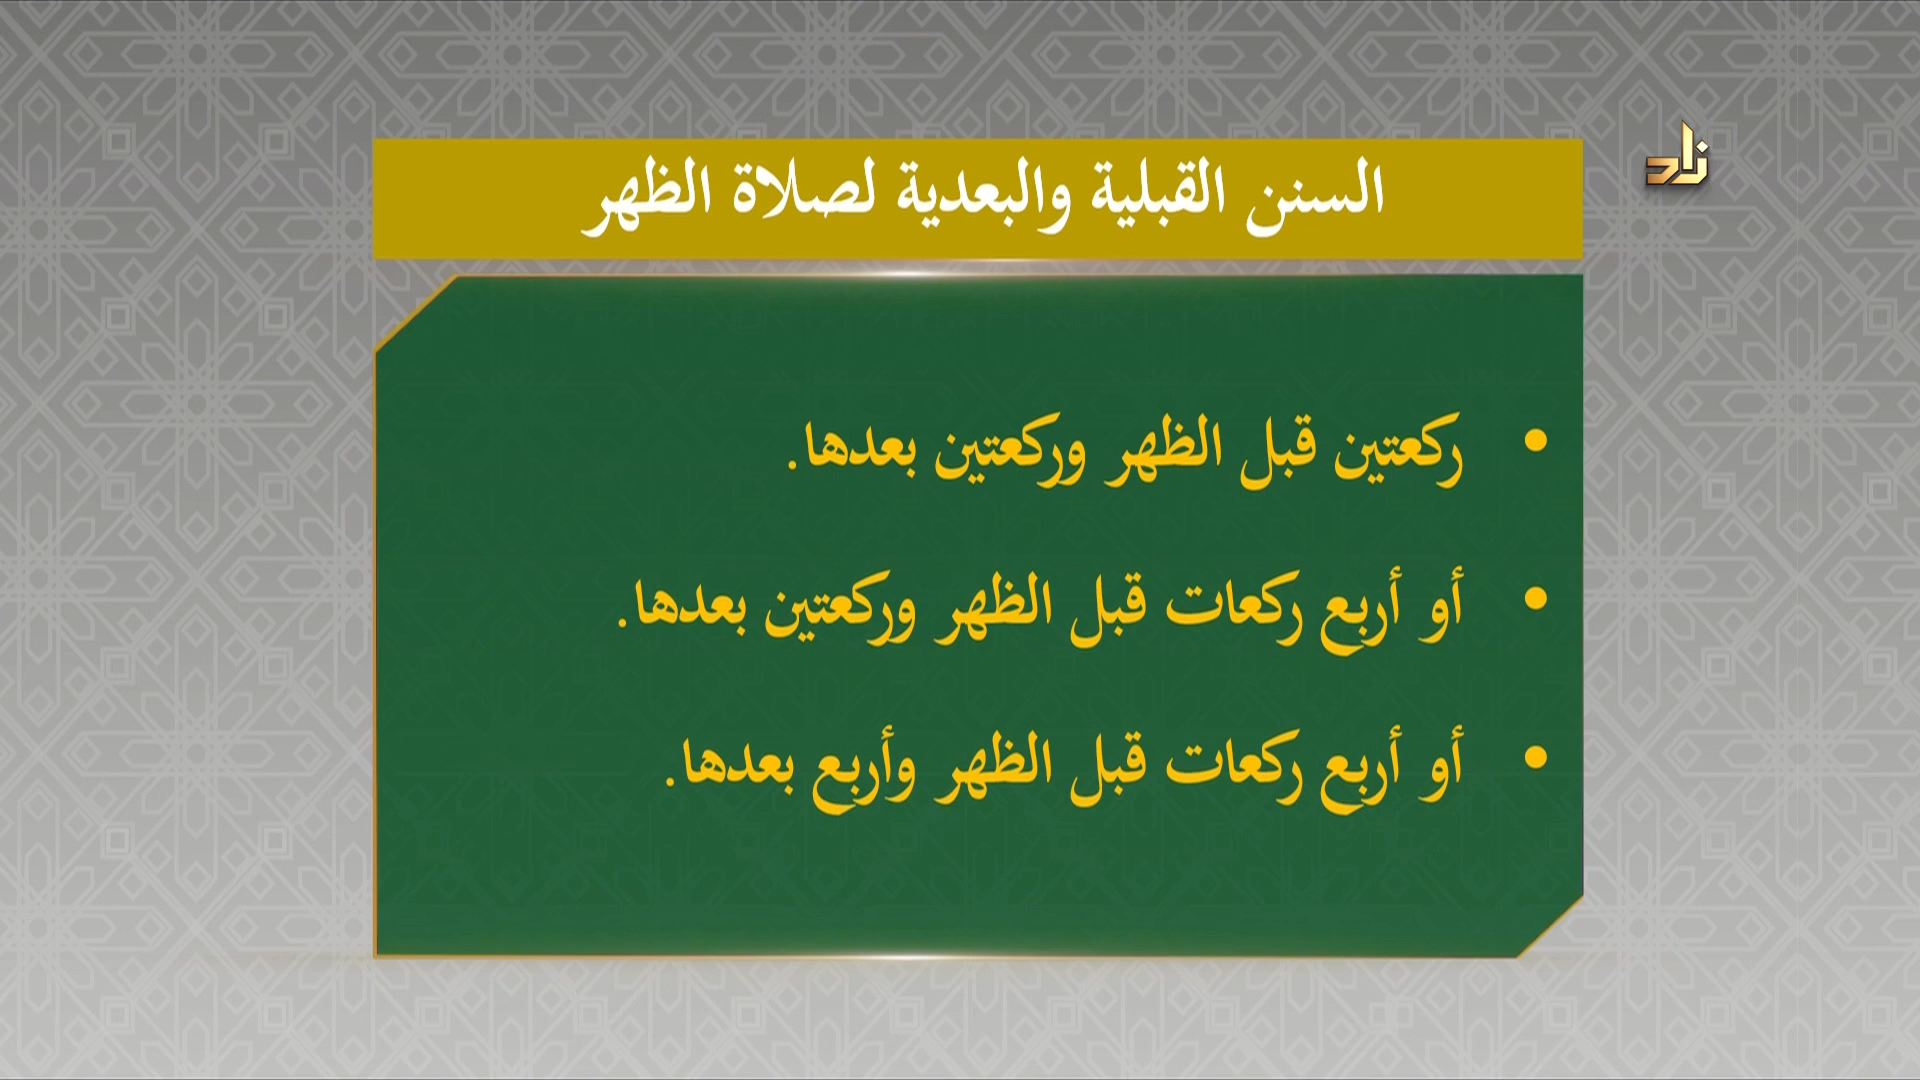 زاد
السنن القبلية والبعدية لصلاة الظهر
• ركعتين قبل الظهر وركعتين بعدها.
• أو أربع ركعات قبل الظهر وركعتين بعدها.
• أو أربع ركعات قبل الظهر وأربع بعدها.